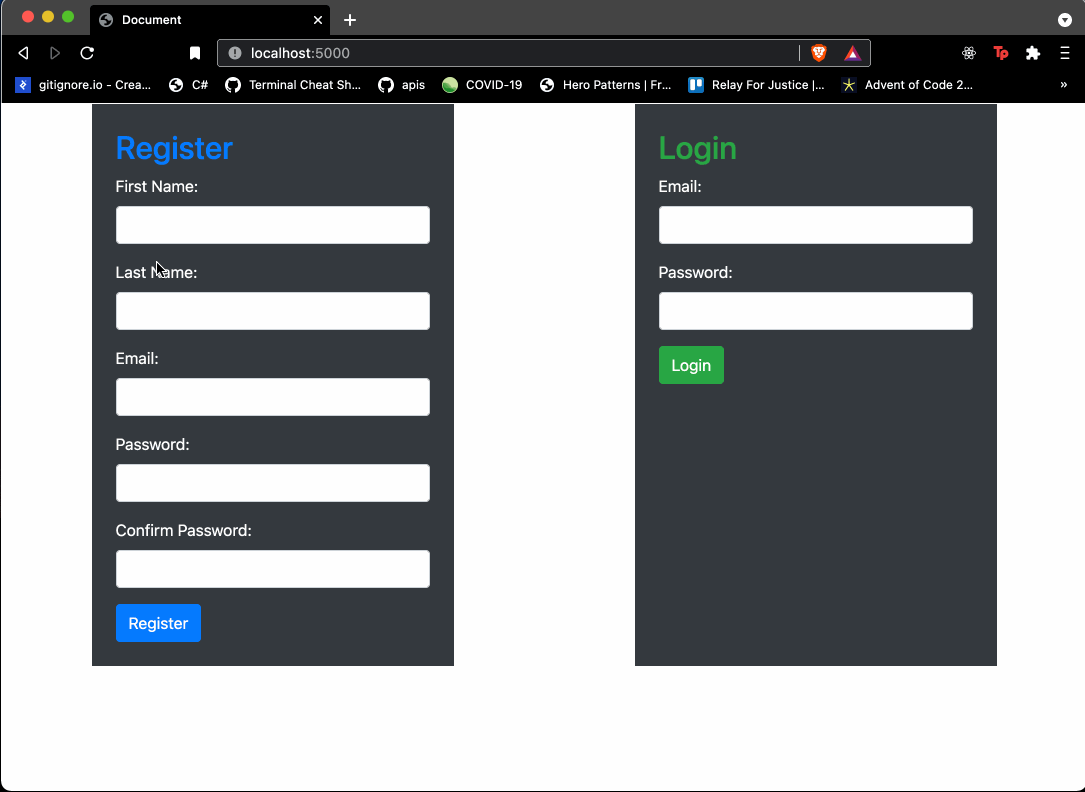 Document
localhost:5000
Tp
gitignore.io - Crea... C# Terminal Cheat Sh... apis COVID-19 Hero Patterns | Fr... Relay For Justice |... Advent of Code 2... »
Register
First Name:
Last Name:
Email:
Password:
Confirm Password:
Register
Login
Email:
Password:
Login